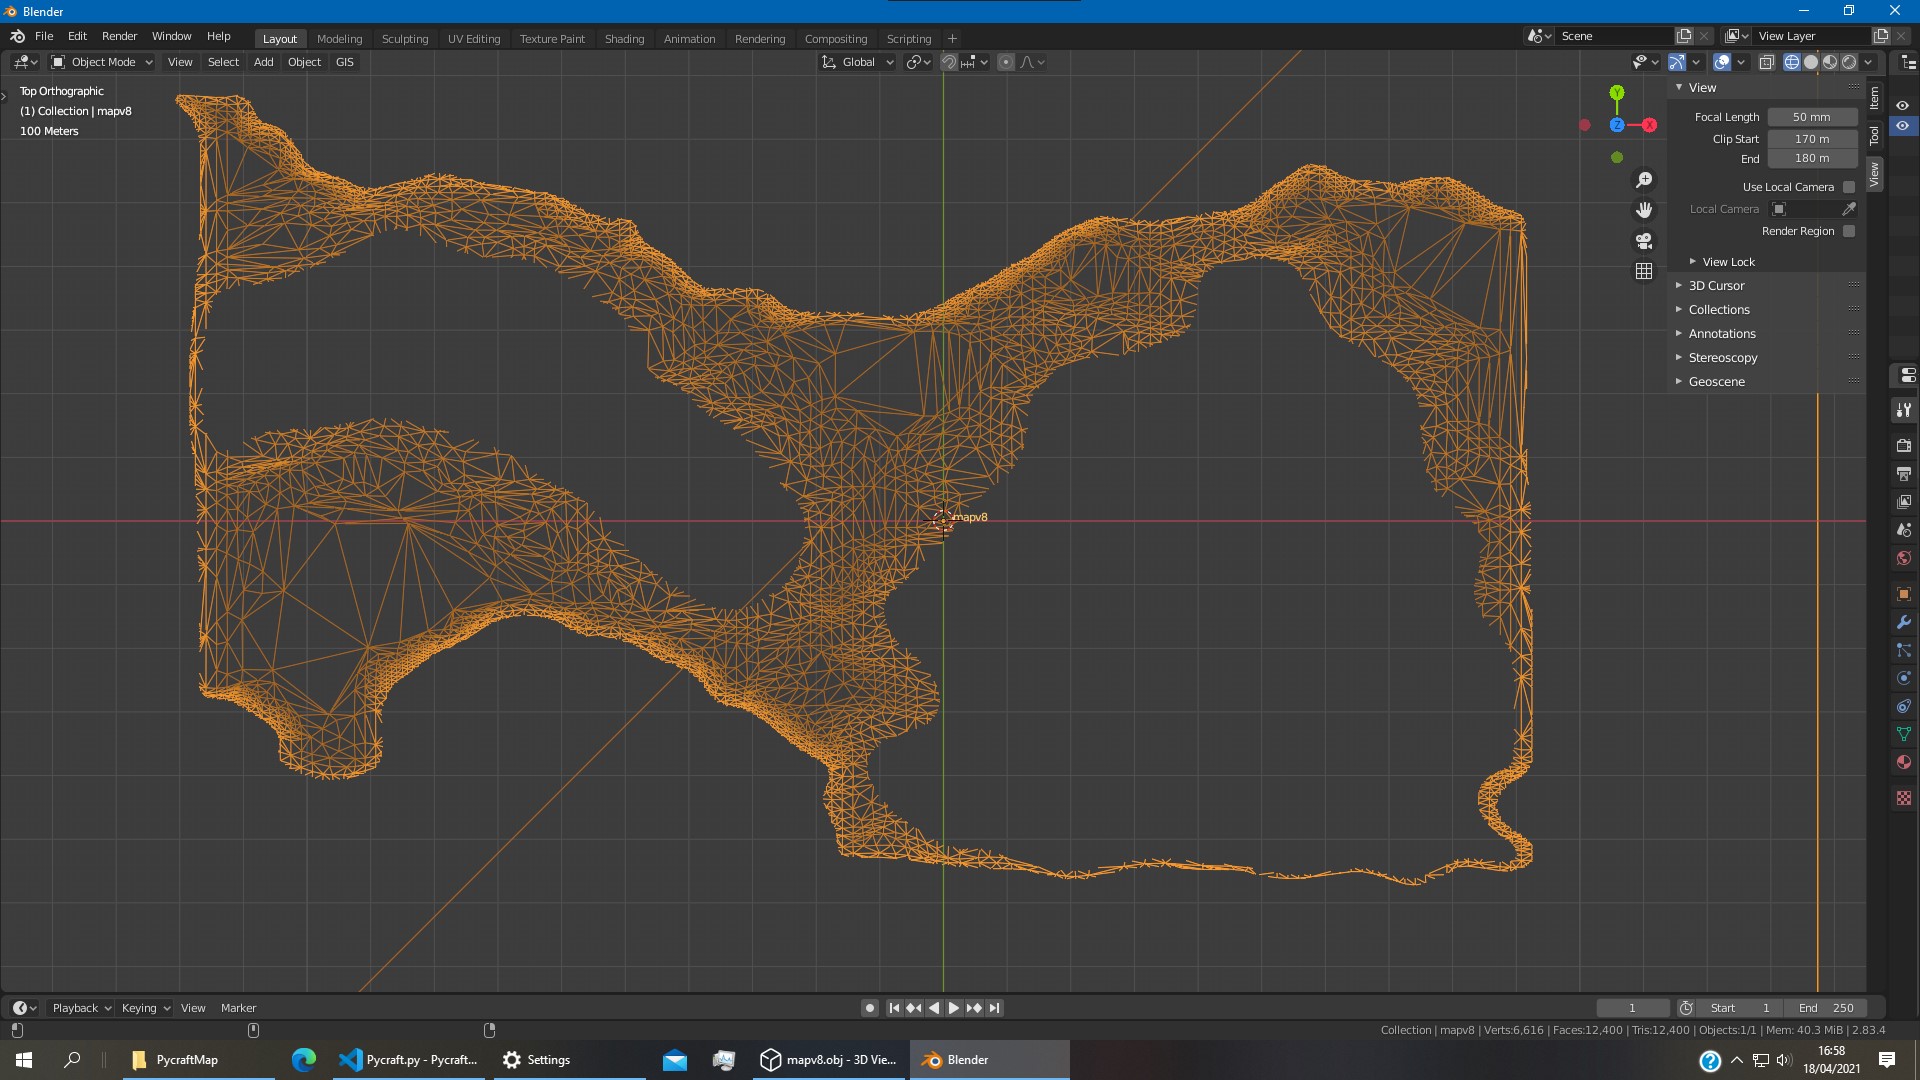 Blender
File Edit Render Window Help Layout Modeling Sculpting UV Editing Texture Paint Shading Animation Rendering Compositing Scripting + Scene View Layer
Object Mode View Select Add Object GIS Global
Top Orthographic
(1) Collection | mapv8
100 Meters
Y
Z
X
View
Focal Length 50 mm
Clip Start 170 m
End 180 m
Use Local Camera
Local Camera
Render Region
View Lock
3D Cursor
Collections
Annotations
Stereoscopy
Geoscene
Item
Tool
View
mapv8
Playback Keying View Marker 1 Start 1 End 250
Collection | mapv8 | Verts:6,616 | Faces:12,400 | Tris:12,400 | Objects:1/1 | Mem: 40.3 MiB | 2.83.4
PycraftMap Pycraft.py - Pycraft... Settings mapv8.obj - 3D Vie... Blender
16:58
18/04/2021